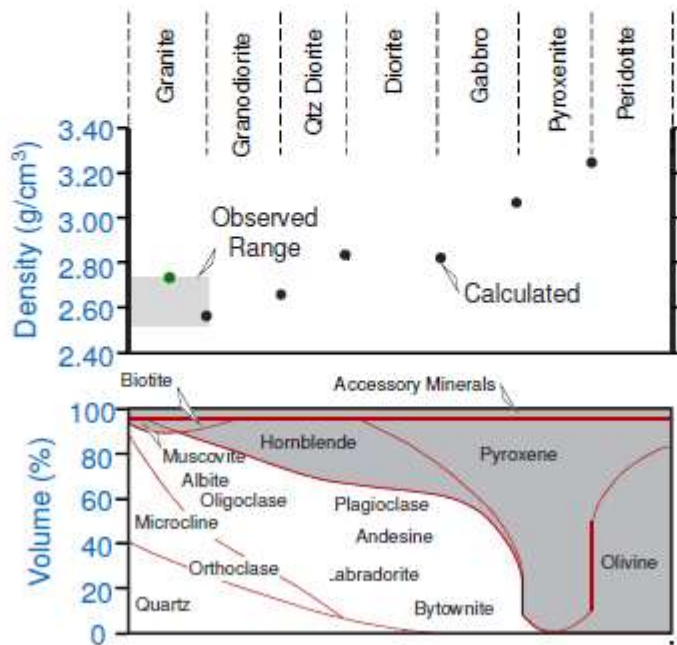 Granite
Granodiorite
Qtz Diorite
Diorite
Gabbro
Pyroxenite
Peridotite
Density (g/cm³)
3.40
3.20
3.00
2.80
2.60
2.40
Observed
Range
Calculated
Biotite
Accessory Minerals
Volume (%)
100
80
60
40
20
0
Muscovite
Hornblende
Pyroxene
Albite
Oligoclase
Plagioclase
Microcline
Andesine
Orthoclase
Labradorite
Olivine
Quartz
Bytownite